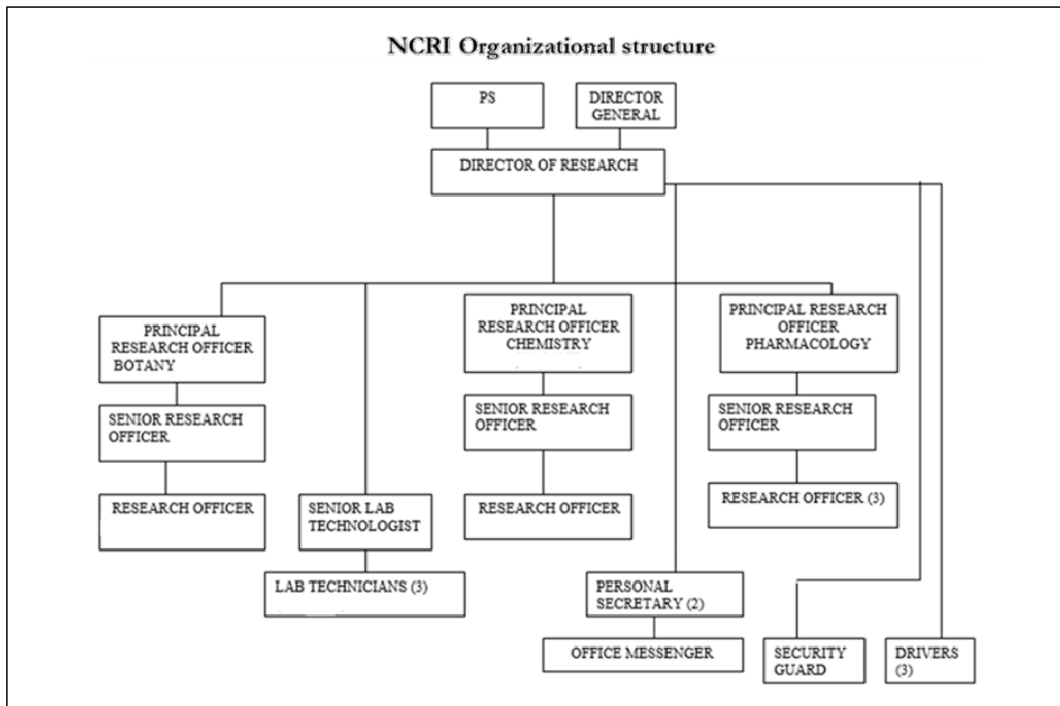 NCRI Organizational structure
PS
DIRECTOR
GENERAL
DIRECTOR OF RESEARCH
PRINCIPAL
RESEARCH OFFICER
BOTANY
PRINCIPAL
RESEARCH OFFICER
CHEMISTRY
PRINCIPAL RESEARCH
OFFICER
PHARMACOLOGY
SENIOR RESEARCH
OFFICER
SENIOR RESEARCH
OFFICER
SENIOR RESEARCH
OFFICER
RESEARCH OFFICER
SENIOR LAB
TECHNOLOGIST
RESEARCH OFFICER
RESEARCH OFFICER (3)
LAB TECHNICIANS (3)
PERSONAL
SECRETARY (2)
OFFICE MESSENGER
SECURITY
GUARD
DRIVERS
(3)